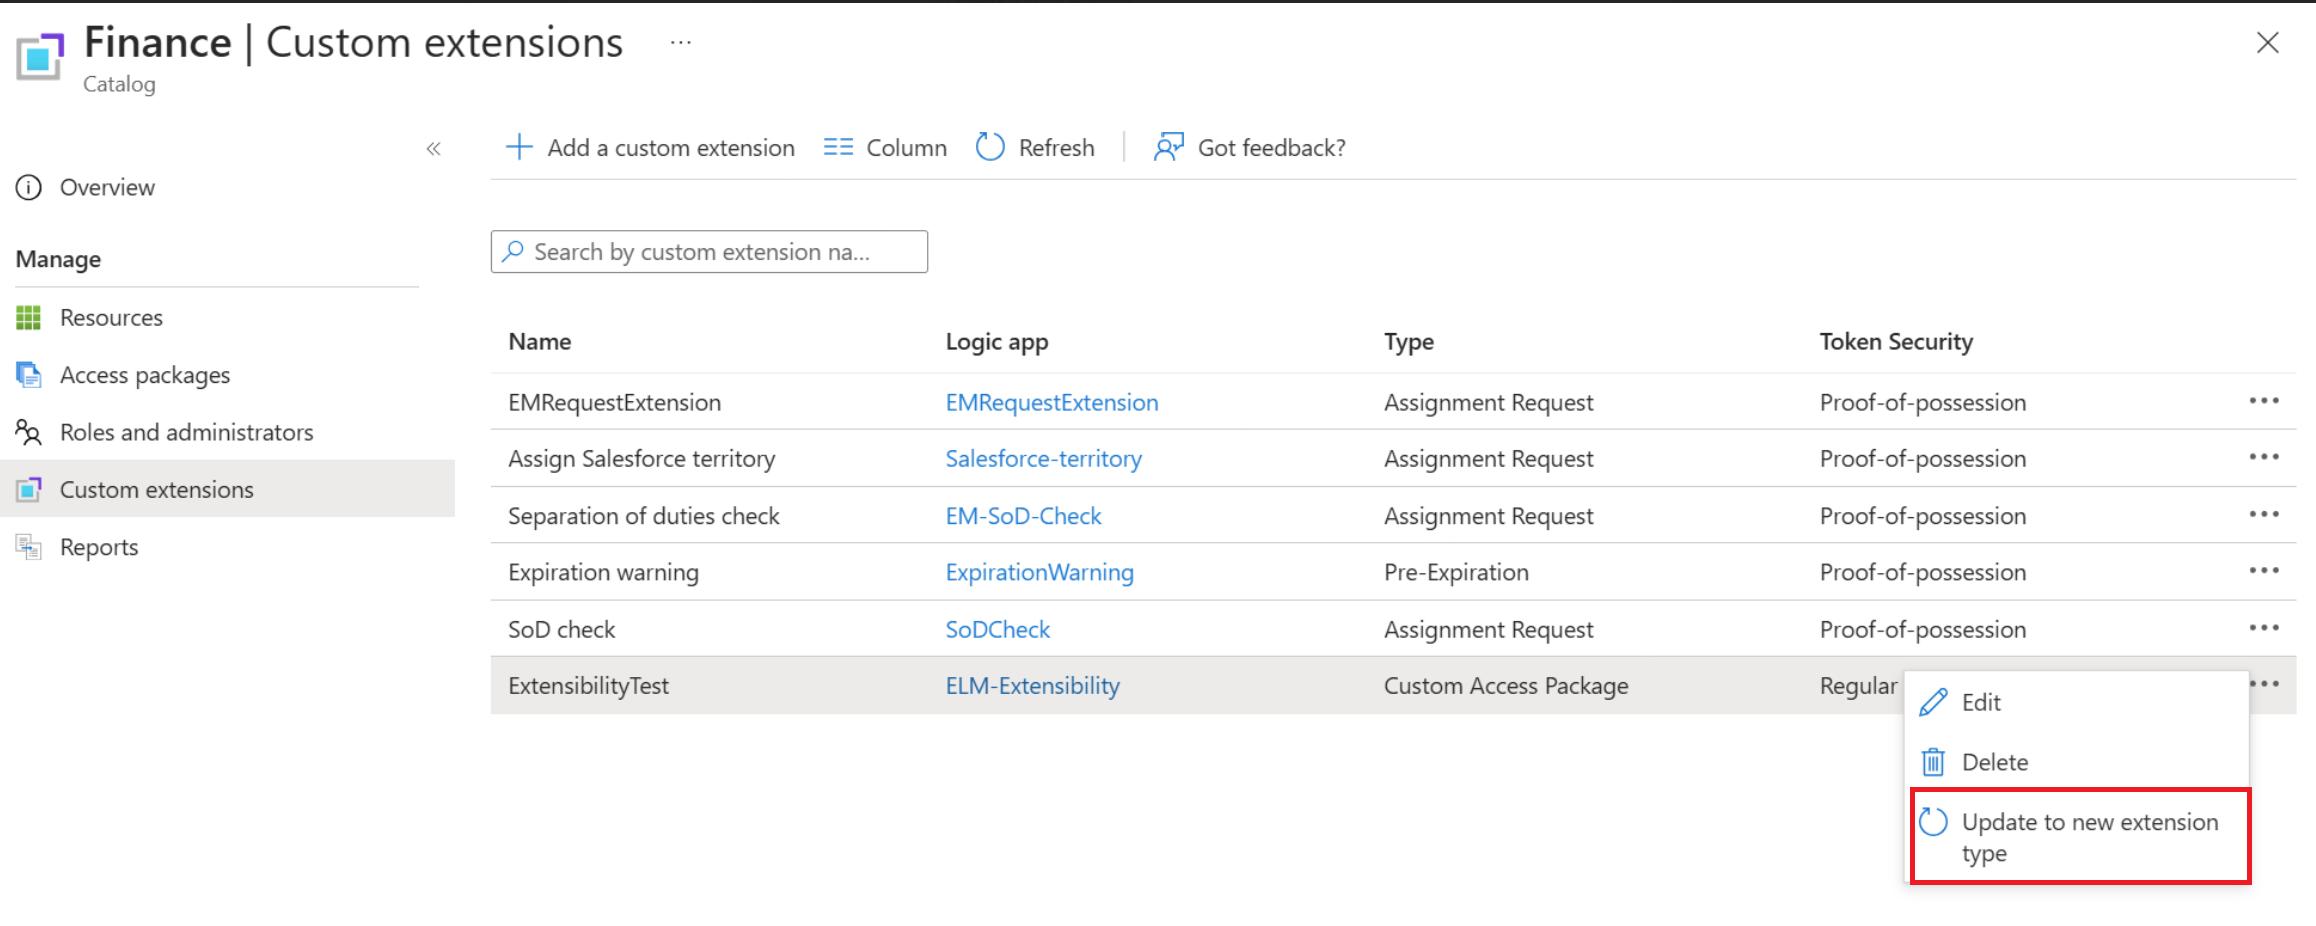 Finance | Custom extensions ...
Catalog
«
Overview
Manage
Resources
Access packages
Roles and administrators
Custom extensions
Reports
Add a custom extension Column Refresh Got feedback?
Search by custom extension na...
Name Logic app Type Token Security
EMRequestExtension EMRequestExtension Assignment Request Proof-of-possession
Assign Salesforce territory Salesforce-territory Assignment Request Proof-of-possession
Separation of duties check EM-SoD-Check Assignment Request Proof-of-possession
Expiration warning ExpirationWarning Pre-Expiration Proof-of-possession
SoD check SoDCheck Assignment Request Proof-of-possession
ExtensibilityTest ELM-Extensibility Custom Access Package Regular
Edit
Delete
Update to new extension
type